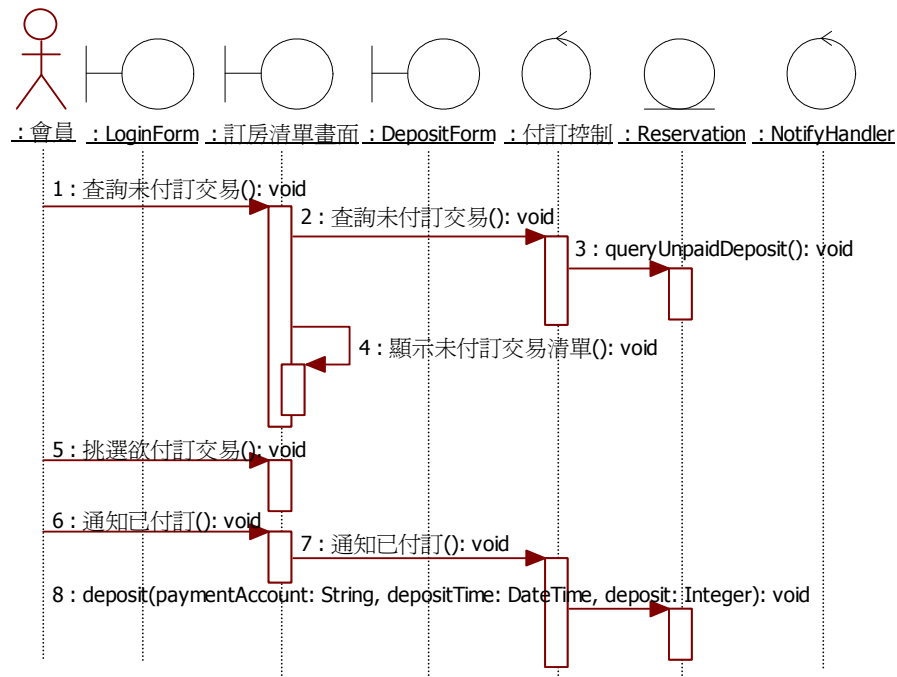 : 會員 : LoginForm : 訂房清單畫面 : DepositForm : 付訂控制 : Reservation : NotifyHandler
1 : 查詢未付訂交易(): void
2 : 查詢未付訂交易(): void
3 : queryUnpaidDeposit(): void
4 : 顯示未付訂交易清單(): void
5 : 挑選欲付訂交易(): void
6 : 通知已付訂(): void
7 : 通知已付訂(): void
8 : deposit(paymentAccount: String, depositTime: DateTime, deposit: Integer): void